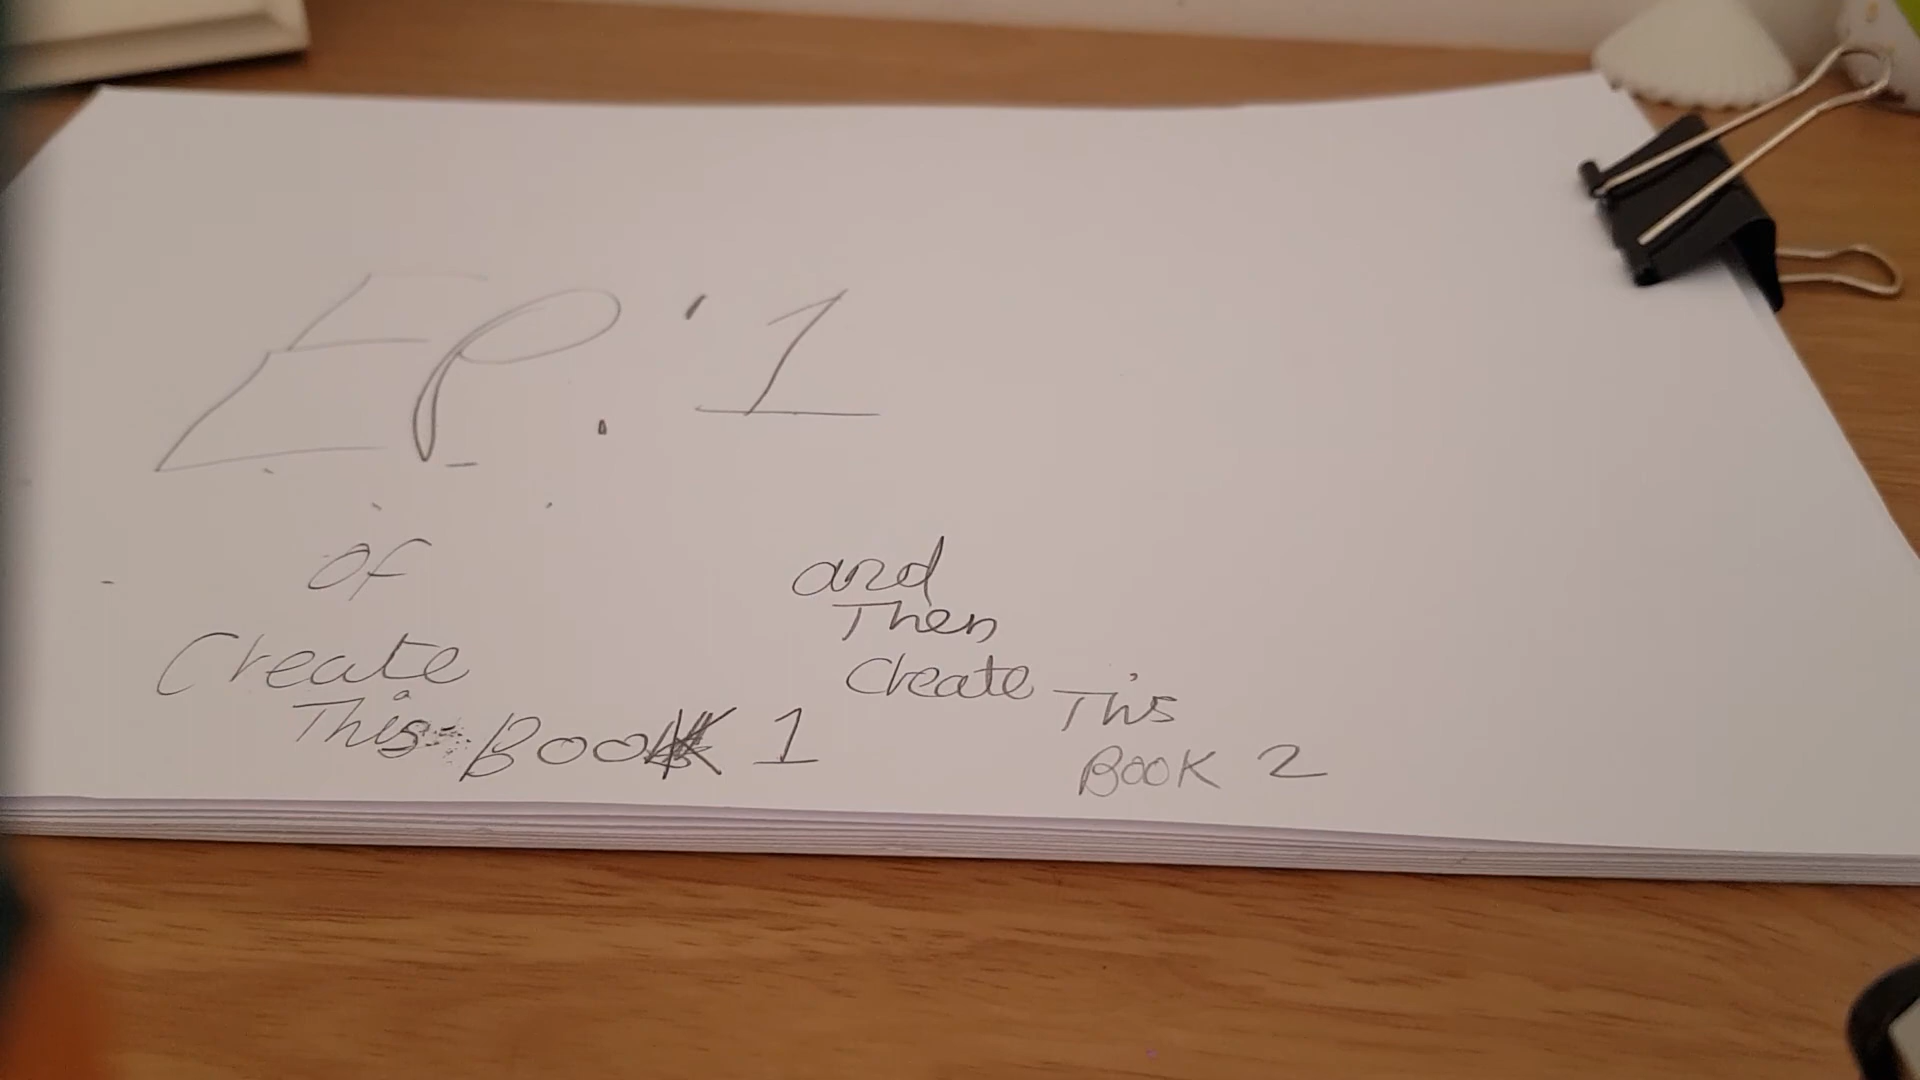 EP.: 1
of
Create
This BOOK 1
and
Then
Create This
BOOK 2